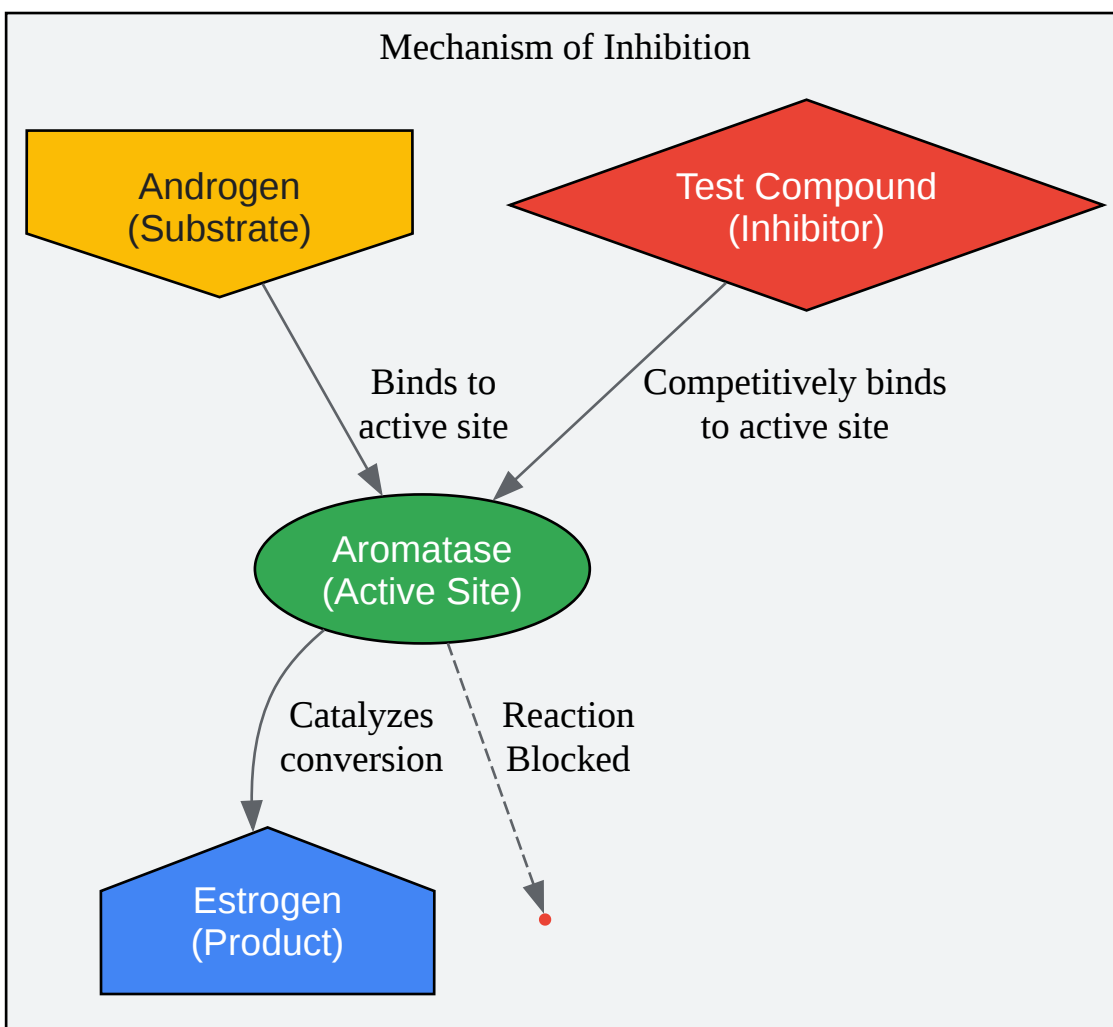 Mechanism of Inhibition
Androgen
(Substrate)
Test Compound
(Inhibitor)
Binds to
active site
Competitively binds
to active site
Aromatase
(Active Site)
Catalyzes
conversion
Reaction
Blocked
Estrogen
(Product)